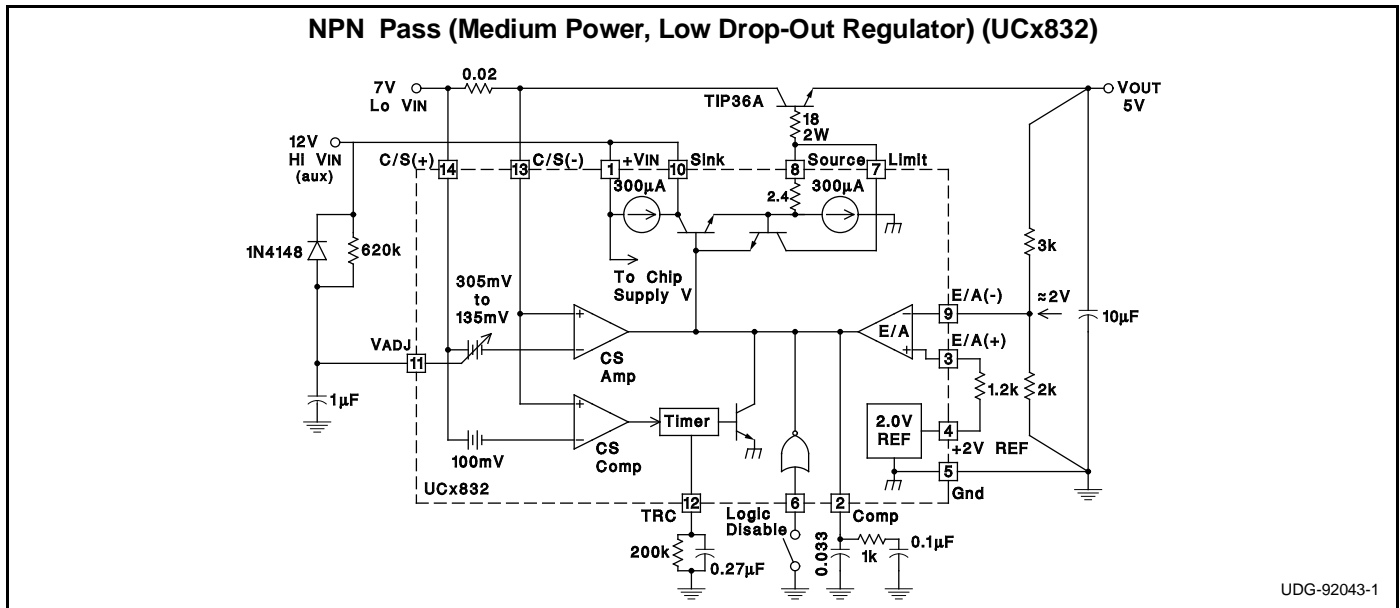 NPN Pass (Medium Power, Low Drop-Out Regulator) (UCx832)
7V
Lo VIN
0.02
TIP36A
18
2W
VOUT
5V
12V
HI VIN
(aux)
C/S(+)
14
13
C/S(-)
1
+VIN
10
Sink
8
Source
7
Limit
300µA
2.4
300µA
1N4148
620k
To Chip
Supply V
3k
305mV
to
135mV
E/A(-)
9
≈2V
10µF
E/A
E/A(+)
3
VADJ
11
CS
Amp
1.2k
2k
1µF
Timer
2.0V
REF
4
+2V REF
100mV
CS
Comp
5
Gnd
UCx832
12
TRC
Logic
Disable
6
2
Comp
200k
0.27µF
0.033
1k
0.1µF
UDG-92043-1